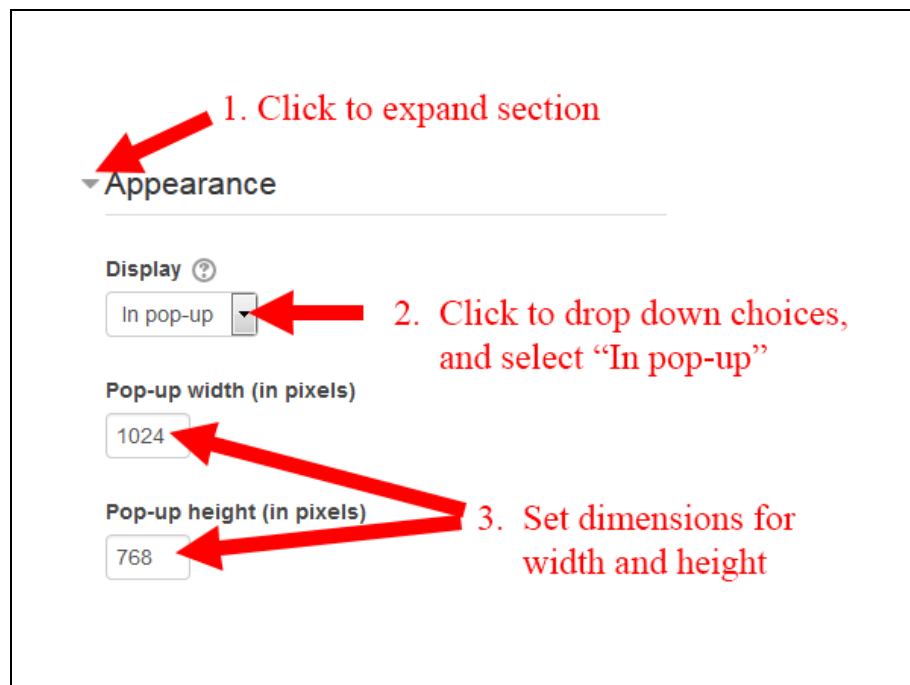 1. Click to expand section
Appearance
Display ?
In pop-up
2. Click to drop down choices,
and select “In pop-up”
Pop-up width (in pixels)
1024
Pop-up height (in pixels)
3. Set dimensions for
width and height
768